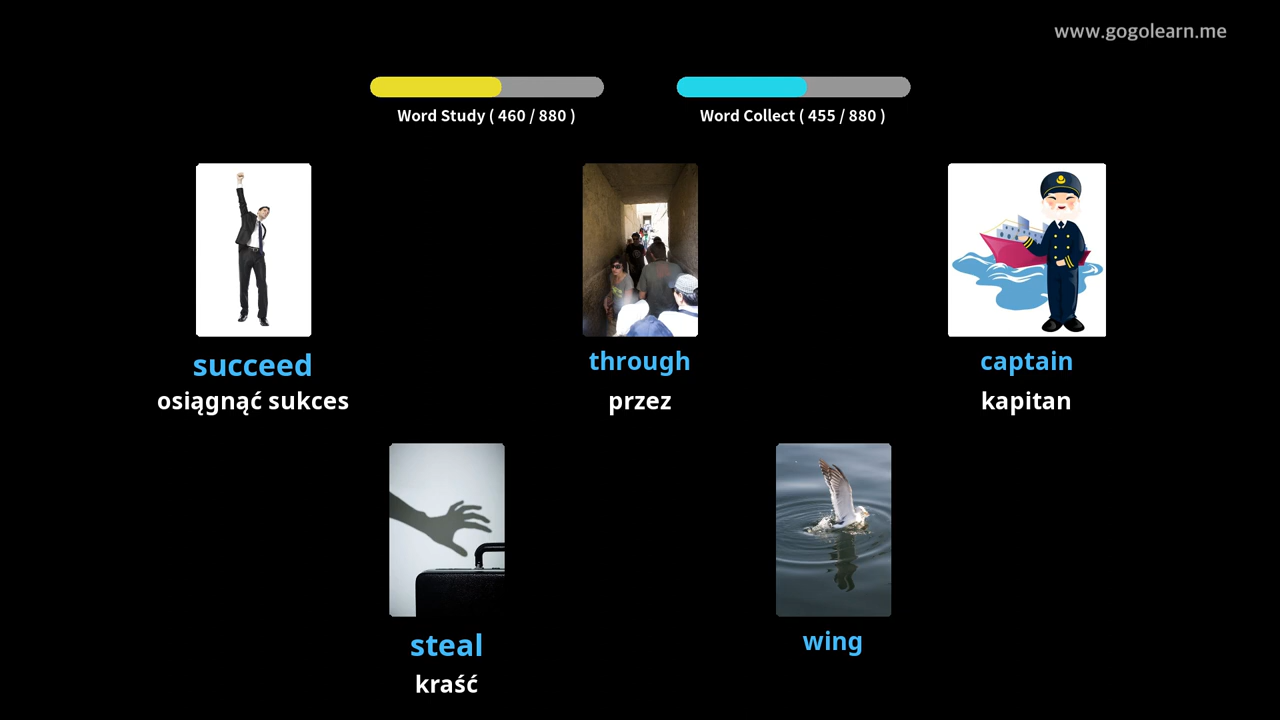 www.gogolearn.me
Word Study ( 460 / 880 )
Word Collect ( 455 / 880 )
succeed
osiągnąć sukces
through
przez
captain
kapitan
steal
kraść
wing